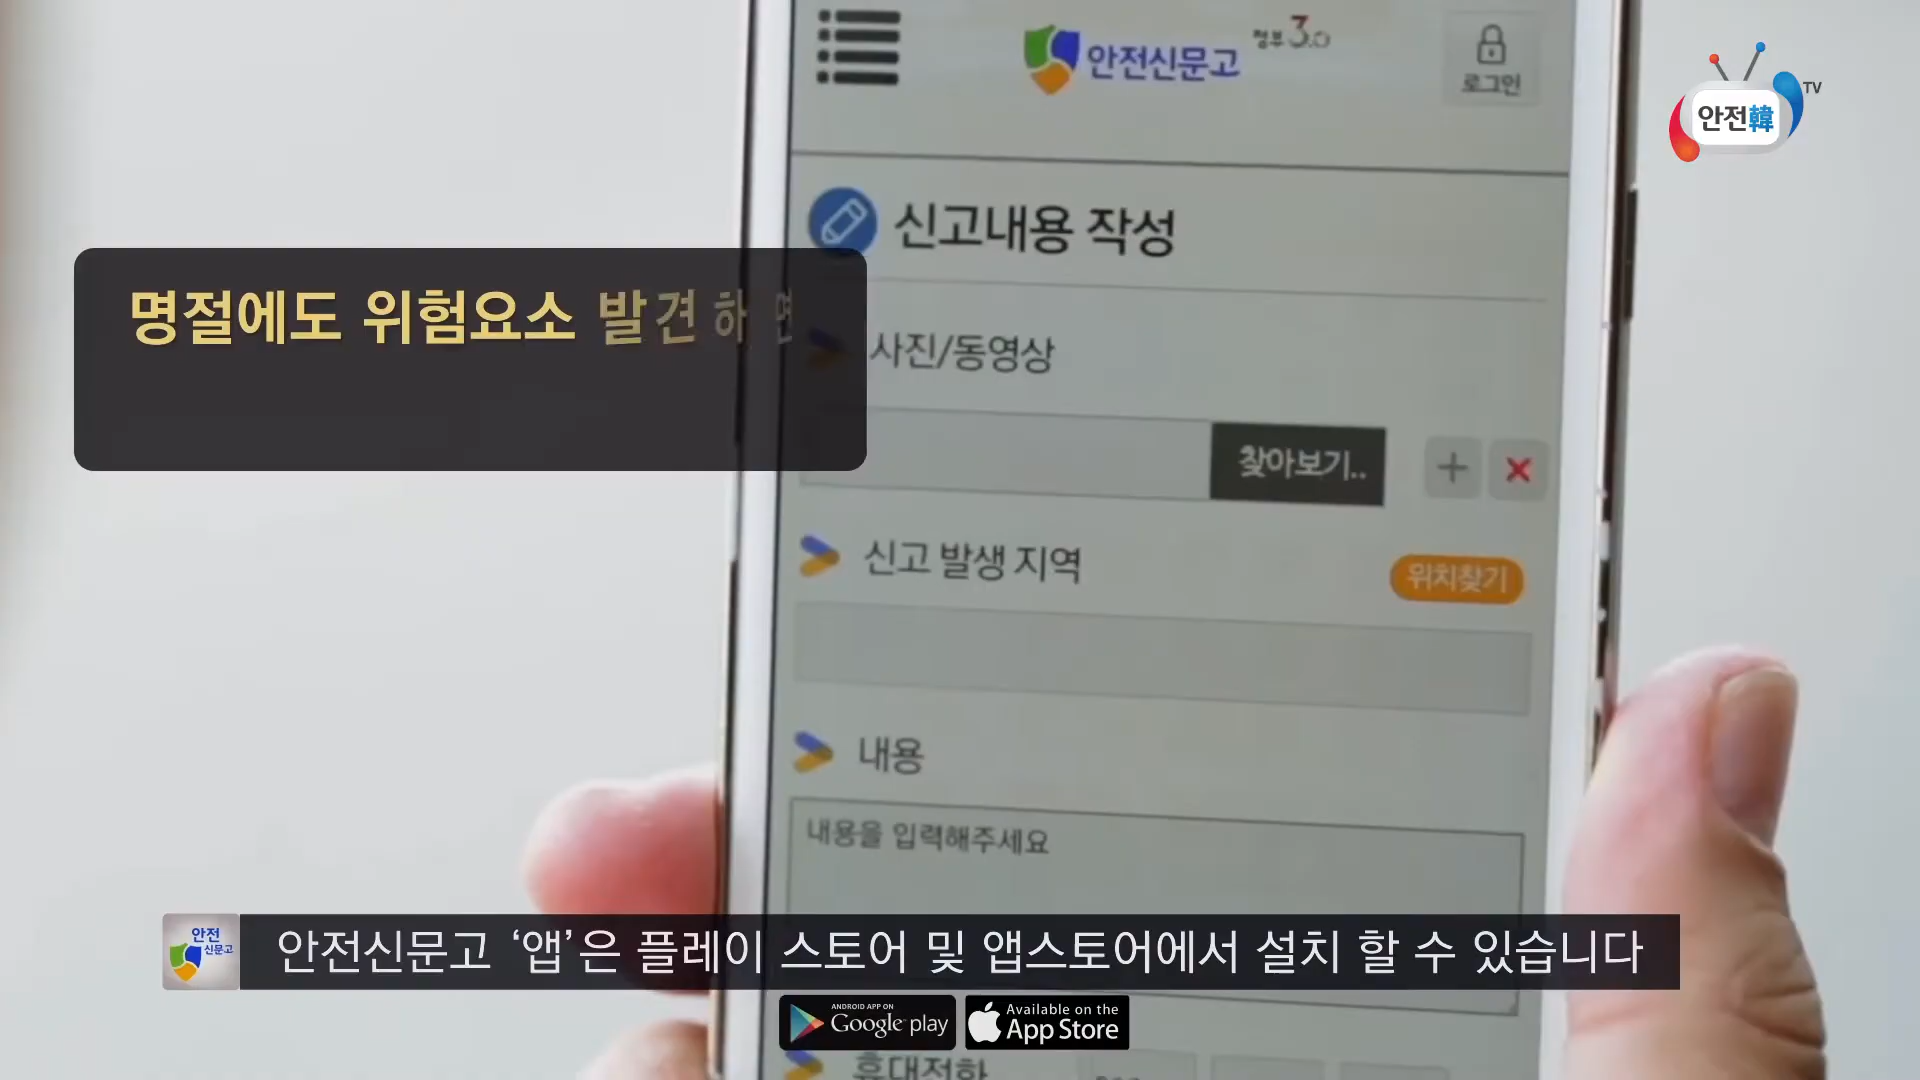 안전신문고
정부3.0
로그인
안전韓
TV
신고내용 작성
명절에도 위험요소 발견하면
사진/동영상
찾아보기..
신고 발생 지역
위치찾기
내용
내용을 입력해주세요
안전
신문고
안전신문고 ‘앱’은 플레이 스토어 및 앱스토어에서 설치 할 수 있습니다
ANDROID APP ON
Google play
Available on the
App Store
휴대전화